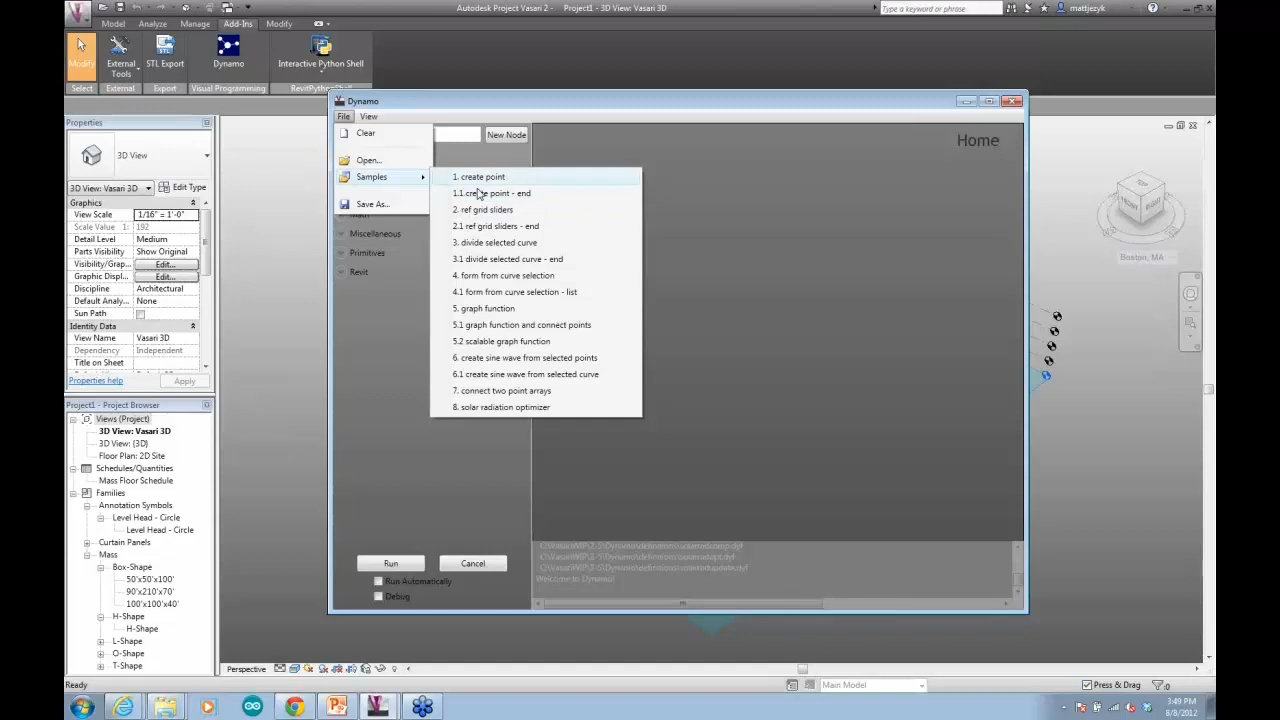 Autodesk Project Vasari 2 -    Project1 - 3D View: Vasari 3D
Type a keyword or phrase
mattjezyk
Model
Analyze
Manage
Add-Ins
Modify
Modify
External
Tools
STL Export
Dynamo
Interactive Python Shell
Select
External
Export
Visual Programming
RevitPythonShell
Properties
3D View
3D View: Vasari 3D
Edit Type
Graphics
View Scale
1/16" = 1'-0"
Scale Value 1:
192
Detail Level
Medium
Parts Visibility
Show Original
Visibility/Grap...
Edit...
Graphic Displ...
Edit...
Discipline
Architectural
Default Analy...
None
Sun Path
Identity Data
View Name
Vasari 3D
Dependency
Independent
Title on Sheet
Properties help
Apply
Project1 - Project Browser
Views (Project)
3D View: Vasari 3D
3D View: {3D}
Floor Plan: 2D Site
Schedules/Quantities
Mass Floor Schedule
Families
Annotation Symbols
Level Head - Circle
Level Head - Circle
Curtain Panels
Mass
Box-Shape
50'x50'x100'
90'x210'x70'
100'x100'x40'
H-Shape
H-Shape
L-Shape
O-Shape
T-Shape
Dynamo
File
View
Clear
Open...
Samples
Save As...
New Node
Home
1. create point
1.1.create point - end
2. ref grid sliders
2.1 ref grid sliders - end
3. divide selected curve
3.1 divide selected curve - end
4. form from curve selection
4.1 form from curve selection - list
5. graph function
5.1 graph function and connect points
5.2 scalable graph function
6. create sine wave from selected points
6.1 create sine wave from selected curve
7. connect two point arrays
8. solar radiation optimizer
Math
Miscellaneous
Primitives
Revit
Run
Cancel
Run Automatically
Debug
Welcome to Dynamo!
FRONT
Boston, MA
Perspective
Ready
Main Model
Press & Drag
:0
3:49 PM
8/8/2012